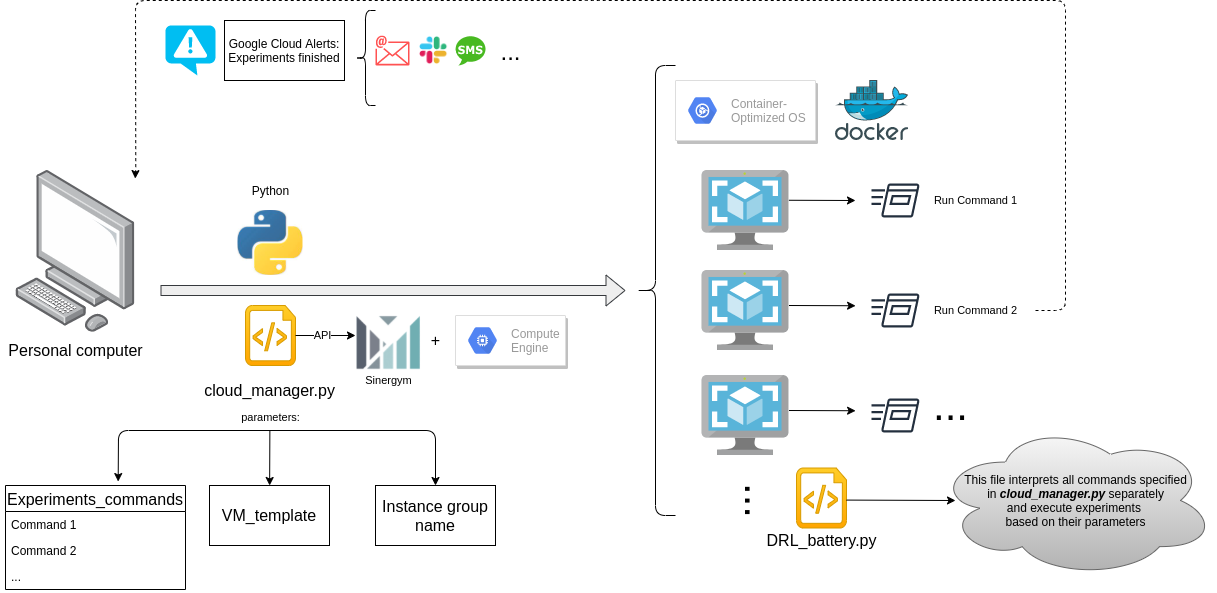 Google Cloud Alerts:
Experiments finished
@
SMS
...
Container-
Optimized OS
docker
Python
Run Command 1
Run Command 2
Personal computer
API
Sinergym
+
Compute
Engine
cloud_manager.py
parameters:
...
Experiments_commands
Command 1
Command 2
...
VM_template
Instance group
name
DRL_battery.py
This file interprets all commands specified
in cloud_manager.py separately
and execute experiments
based on their parameters